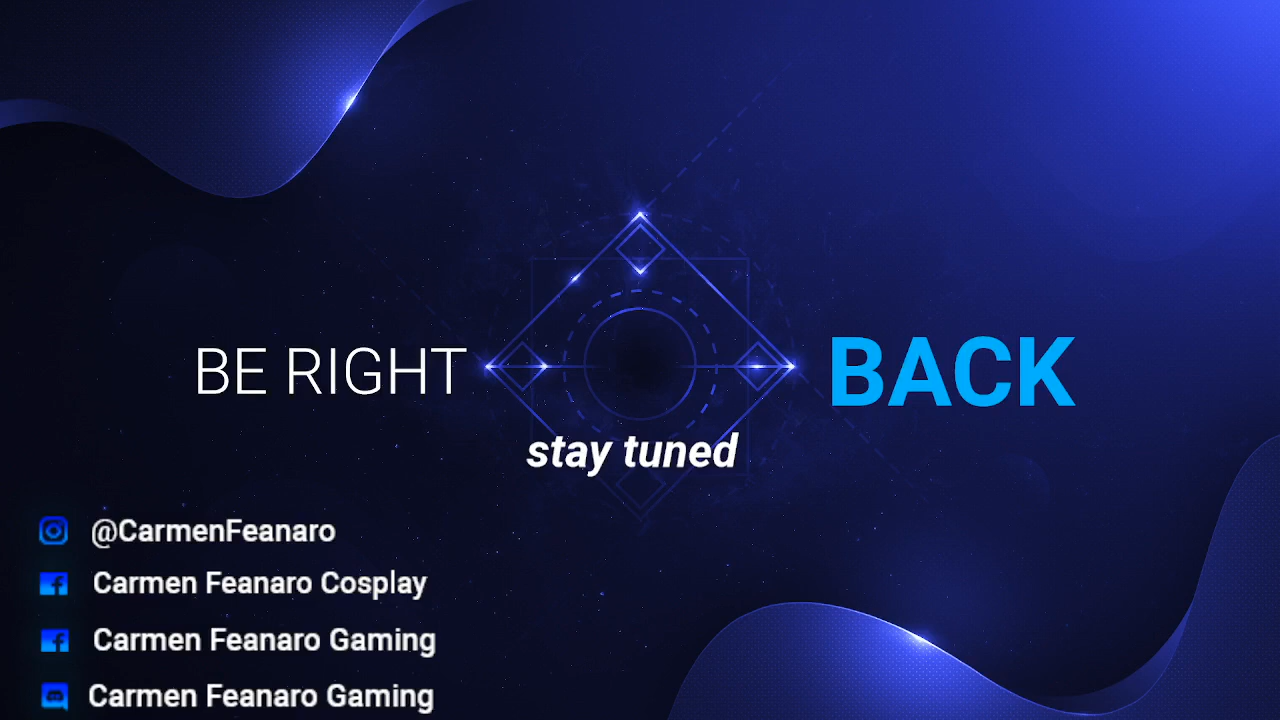 BE RIGHT BACK
stay tuned
@CarmenFeanaro
Carmen Feanaro Cosplay
Carmen Feanaro Gaming
Carmen Feanaro Gaming